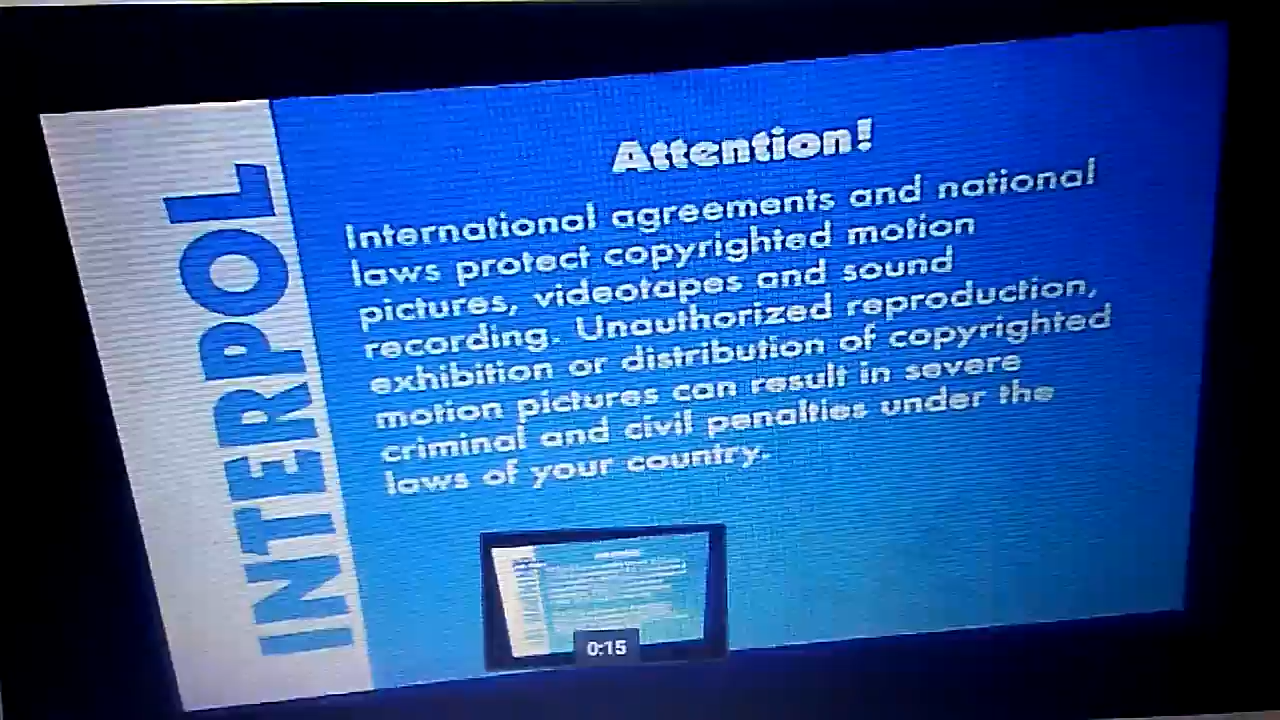 INTERPOL
Attention!
International agreements and national
laws protect copyrighted motion
pictures, videotapes and sound
recording. Unauthorized reproduction,
exhibition or distribution of copyrighted
motion pictures can result in severe
criminal and civil penalties under the
laws of your country.
0:15